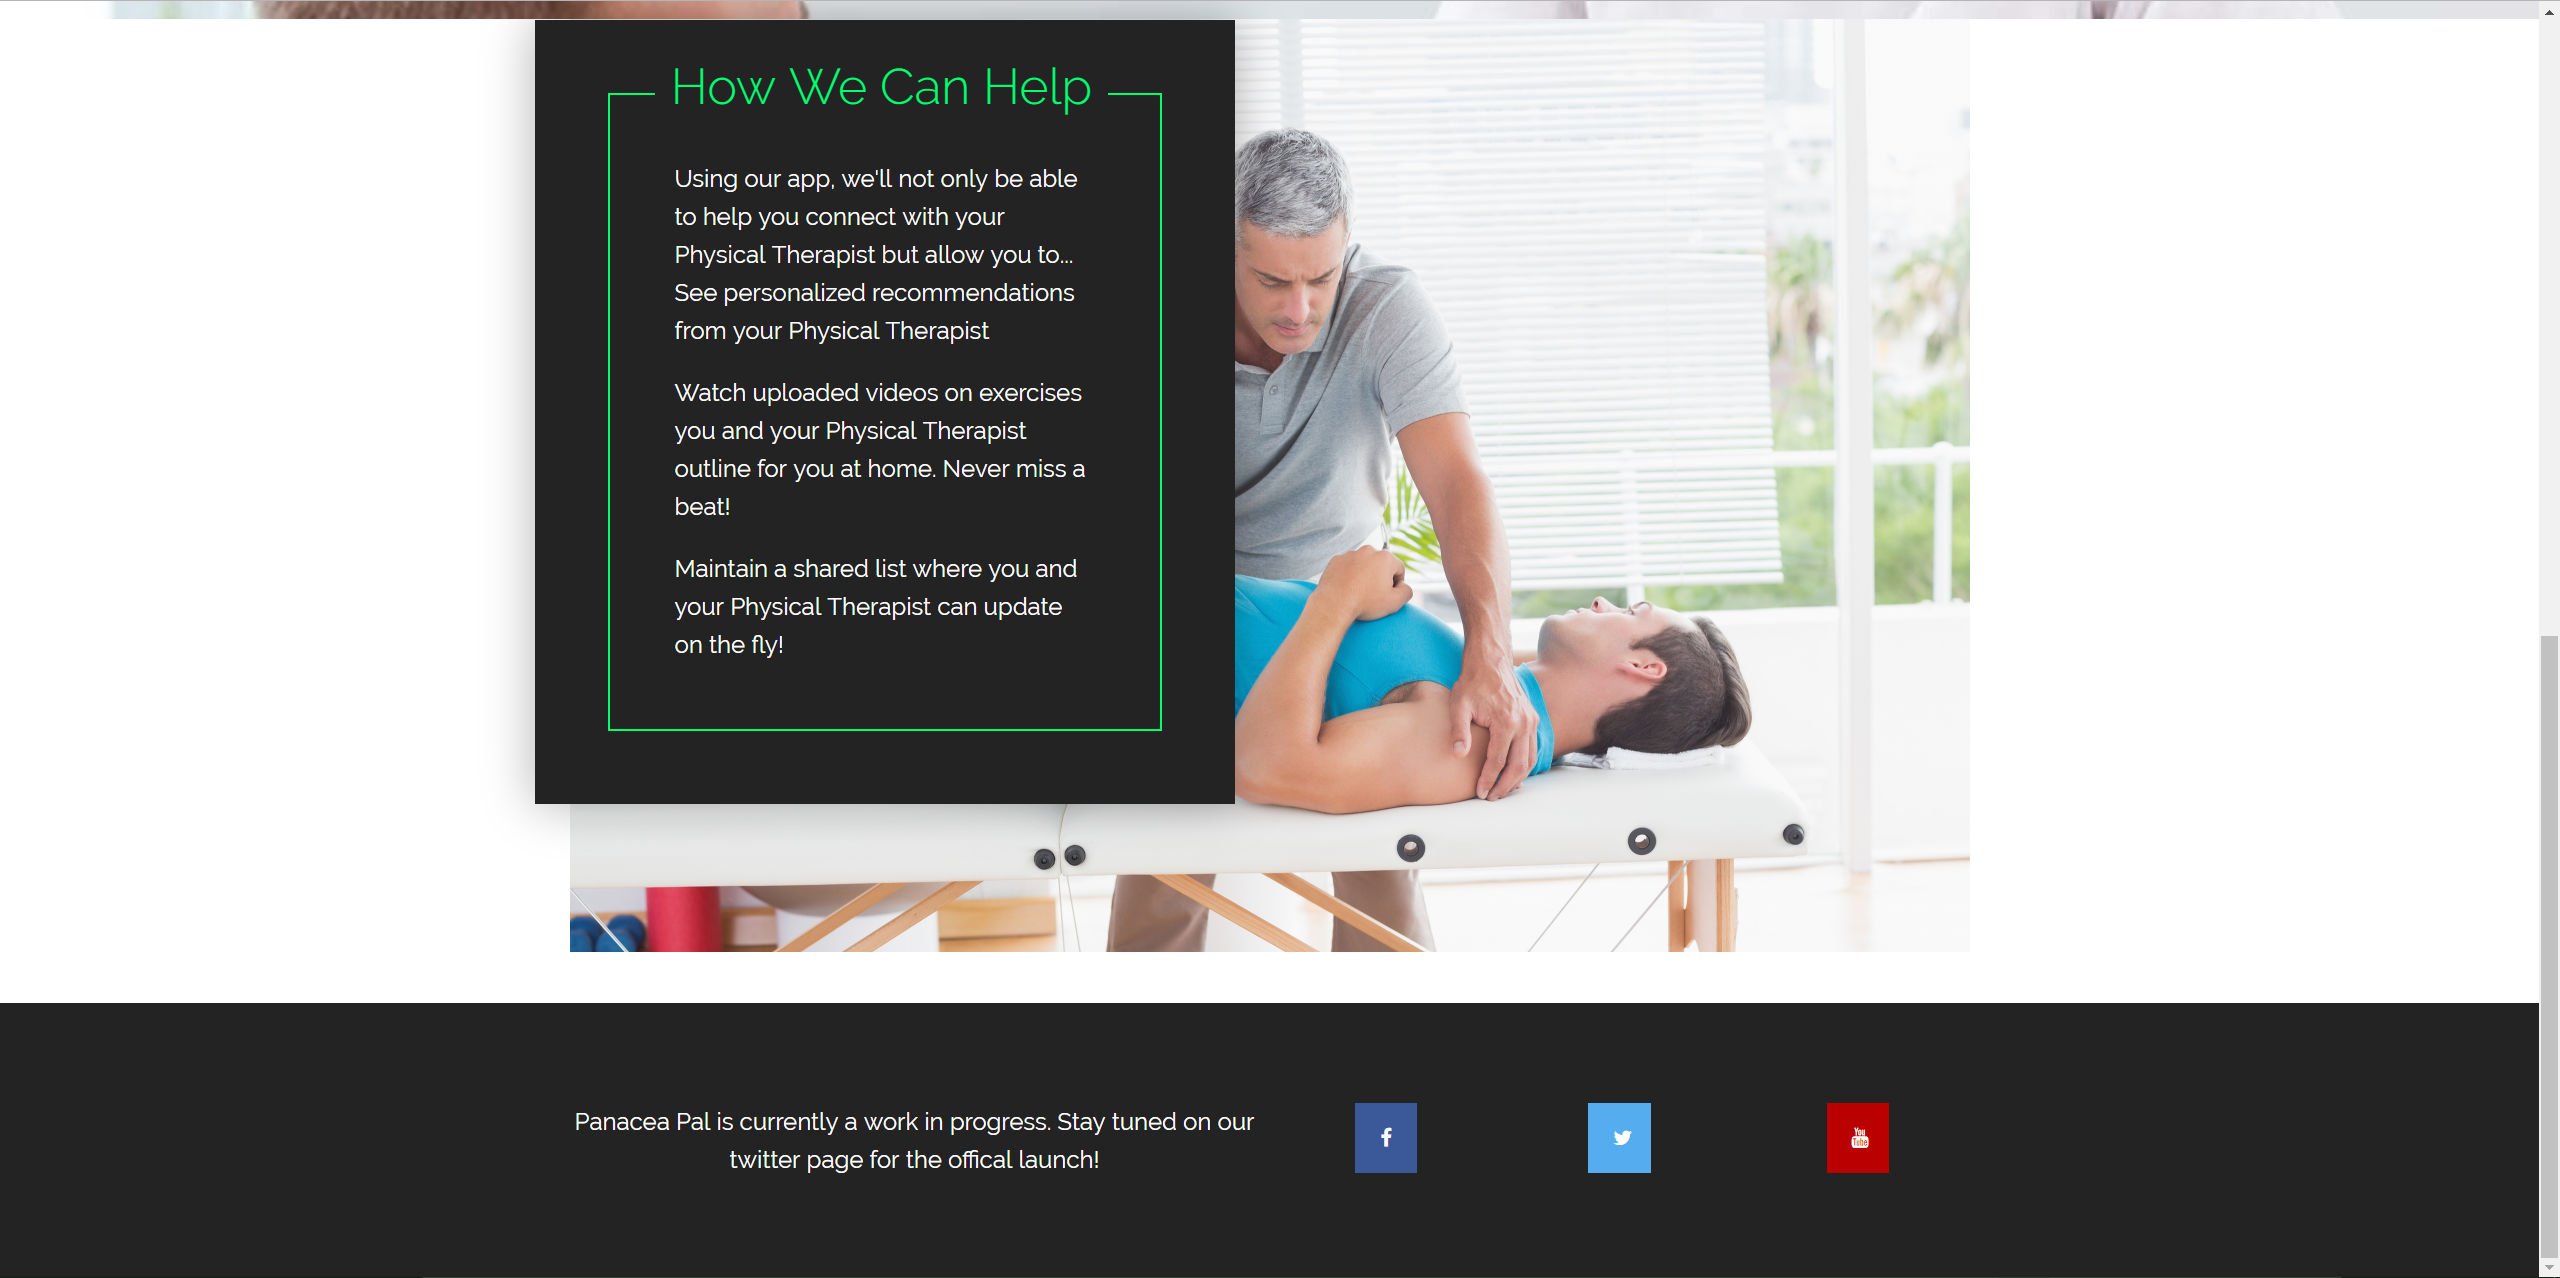 How We Can Help
Using our app, we'll not only be able
to help you connect with your
Physical Therapist but allow you to...
See personalized recommendations
from your Physical Therapist
Watch uploaded videos on exercises
you and your Physical Therapist
outline for you at home. Never miss a
beat!
Maintain a shared list where you and
your Physical Therapist can update
on the fly!
Panacea Pal is currently a work in progress. Stay tuned on our
twitter page for the offical launch!
f
You
Tube